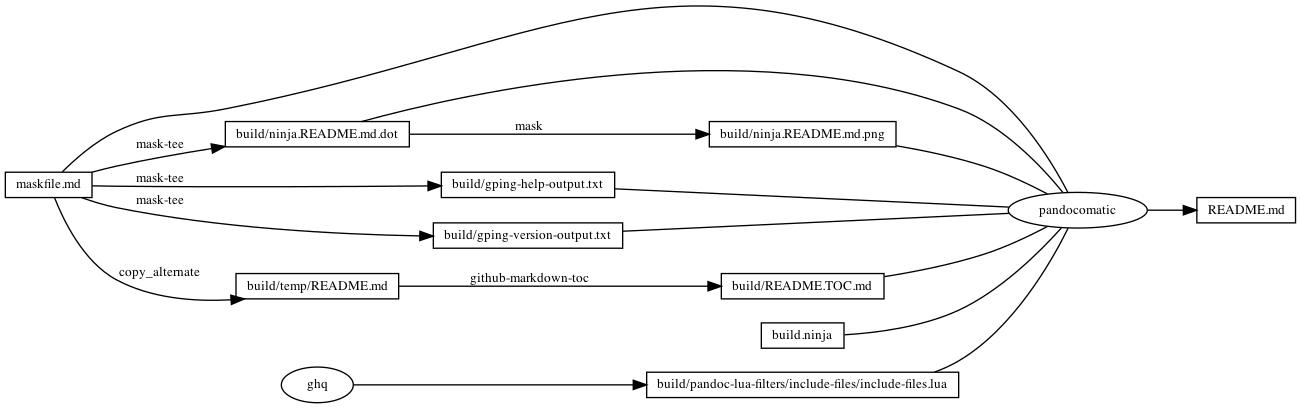 mask-tee
build/ninja.README.md.dot
mask
build/ninja.README.md.png
maskfile.md
mask-tee
build/gping-help-output.txt
mask-tee
pandocomatic
README.md
build/gping-version-output.txt
copy_alternate
build/temp/README.md
github-markdown-toc
build/README.TOC.md
build.ninja
ghq
build/pandoc-lua-filters/include-files/include-files.lua